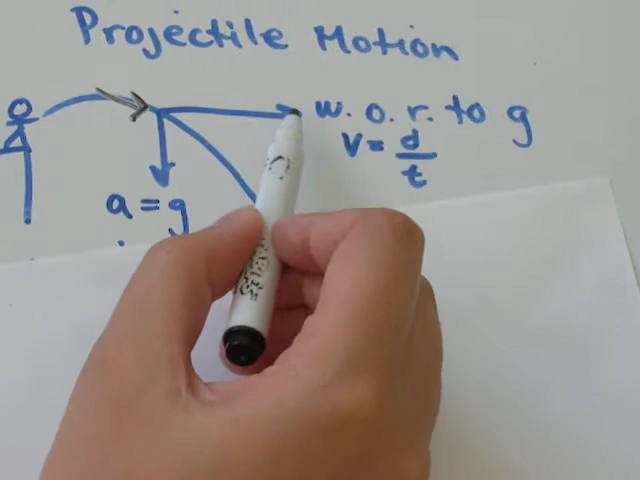 Projectile Motion
w. o. r. to g
v = d/t
a = g